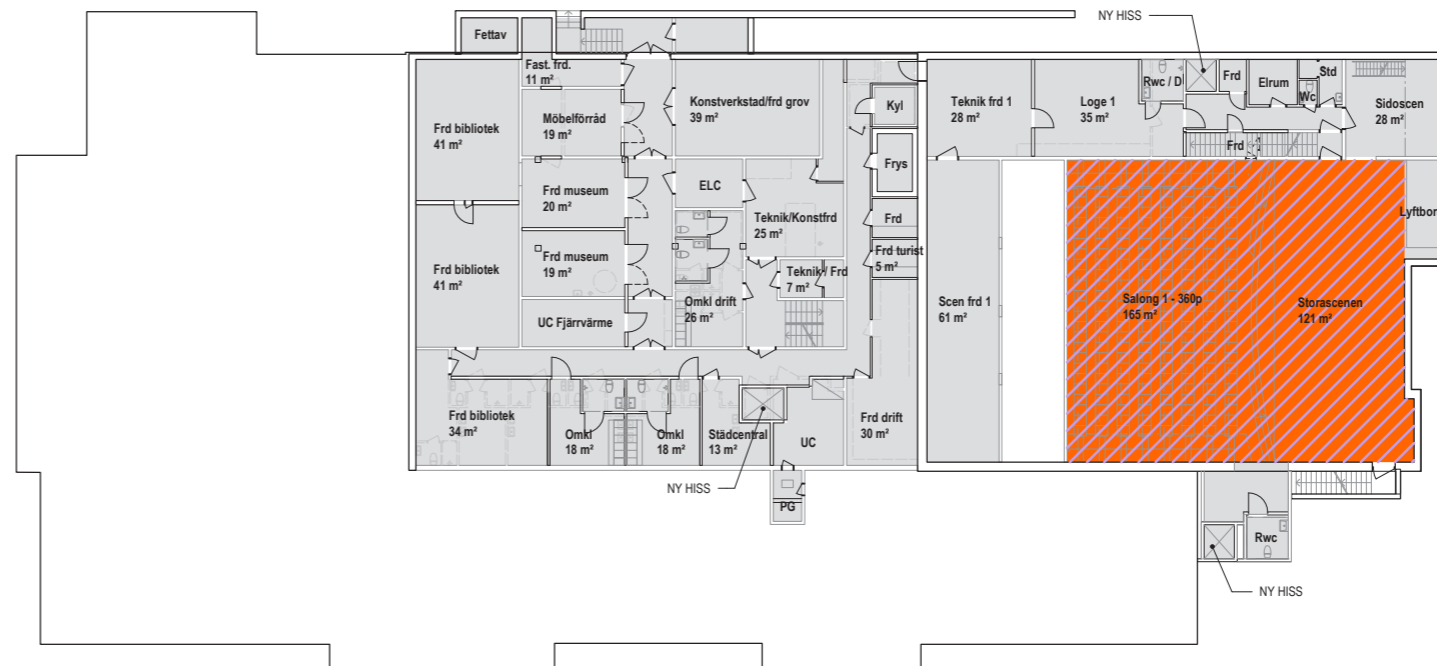 NY HISS
Fettav
Fast. frd.
11 m²
Frd bibliotek
41 m²
Möbelförråd
19 m²
Konstverkstad/frd grov
39 m²
Kyl
Teknik frd 1
28 m²
Loge 1
35 m²
Rwc / D
Frd
Elrum
Std
Wc
Sidoscen
28 m²
Frd
Frys
ELC
Frd museum
20 m²
Teknik/Konstfrd
25 m²
Frd
Lyftbor
Frd bibliotek
41 m²
Frd museum
19 m²
Frd turist
5 m²
Teknik / Frd
7 m²
UC Fjärrvärme
Omkl drift
26 m²
Scen frd 1
61 m²
Salong 1 - 360p
165 m²
Storascenen
121 m²
Frd bibliotek
34 m²
Omkl
18 m²
Omkl
18 m²
Städcentral
13 m²
UC
Frd drift
30 m²
NY HISS
PG
Rwc
NY HISS